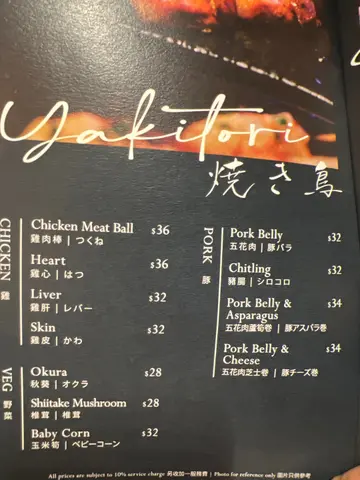 Yakitori
焼き鳥
CHICKEN 雞
Chicken Meat Ball $36
雞肉棒 | つくね
Heart $36
雞心 | はつ
Liver $32
雞肝 | レバー
Skin $32
雞皮 | かわ
VEG 野菜
Okura $28
秋葵 | オクラ
Shiitake Mushroom $28
椎茸 | 椎茸
Baby Corn $32
玉米筍 | ベビーコーン
PORK 豚
Pork Belly $32
五花肉 | 豚バラ
Chitling $32
豬腸 | シロコロ
Pork Belly & $34
Asparagus
五花肉蘆筍卷 | 豚アスパラ巻
Pork Belly & $34
Cheese
五花肉芝士卷 | 豚チーズ巻
All prices are subject to 10% service charge 另收加一服務費 | Photo for reference only 圖片只供參考